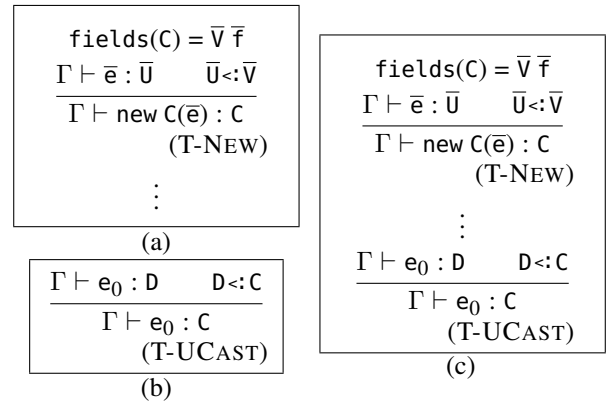 fields(C) = V̅ f̅
Γ ⊢ e̅ : U̅ U̅<:V̅
Γ ⊢ new C(e̅) : C
(T-NEW)
⋮
(a)
Γ ⊢ e₀ : D D<:C
Γ ⊢ e₀ : C
(T-UCAST)
(b)
fields(C) = V̅ f̅
Γ ⊢ e̅ : U̅ U̅<:V̅
Γ ⊢ new C(e̅) : C
(T-NEW)
⋮
Γ ⊢ e₀ : D D<:C
Γ ⊢ e₀ : C
(T-UCAST)
(c)